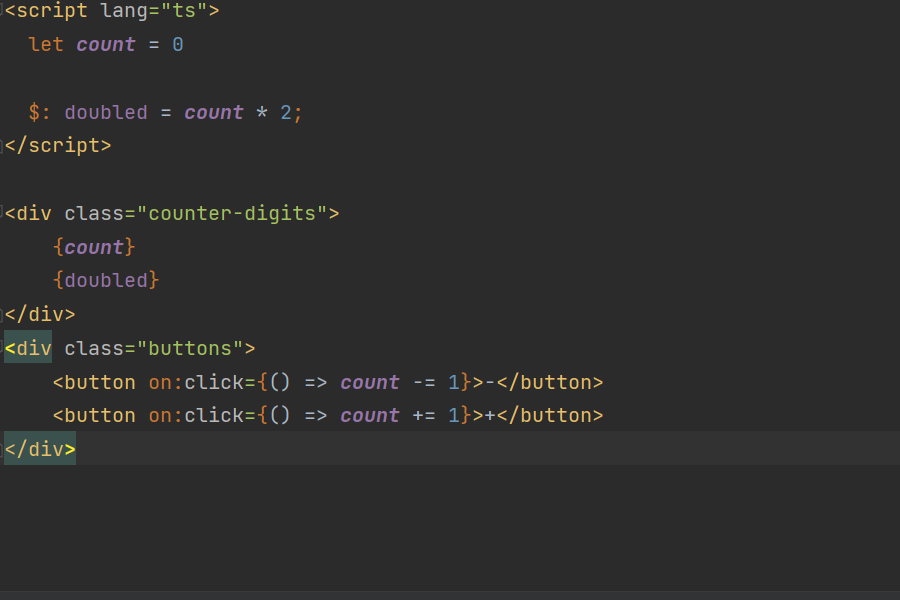 <script lang="ts">
  let count = 0

  $: doubled = count * 2;
</script>

<div class="counter-digits">
    {count}
    {doubled}
</div>
<div class="buttons">
    <button on:click={() => count -= 1}>-</button>
    <button on:click={() => count += 1}>+</button>
</div>